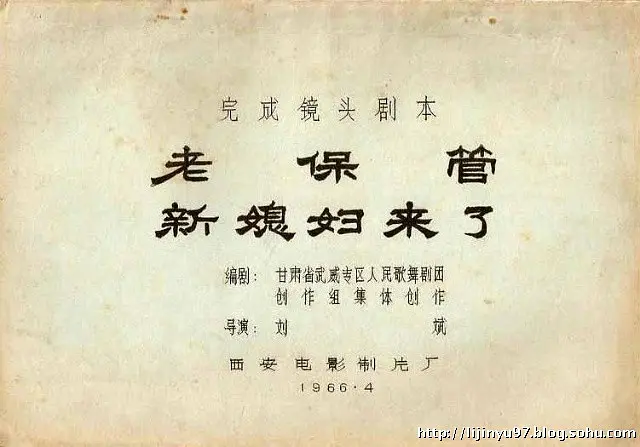 完成镜头剧本
老保管
新媳妇来了
编剧：甘肃省武威专区人民歌舞剧团
创作组集体创作
导演：刘斌
西安电影制片厂
1966·4
http://lijinyu97.blog.sohu.com